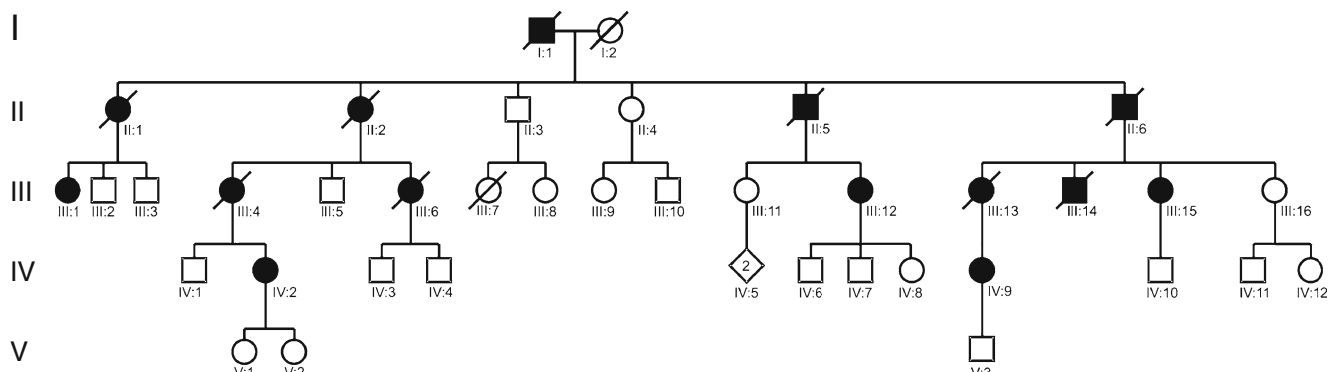 I
I:1 I:2
II
II:1 II:2 II:3 II:4 II:5 II:6
III
III:1 III:2 III:3 III:4 III:5 III:6 III:7 III:8 III:9 III:10 III:11 III:12 III:13 III:14 III:15 III:16
IV
2
IV:1 IV:2 IV:3 IV:4 IV:5 IV:6 IV:7 IV:8 IV:9 IV:10 IV:11 IV:12
V
V:1 V:2 V:3